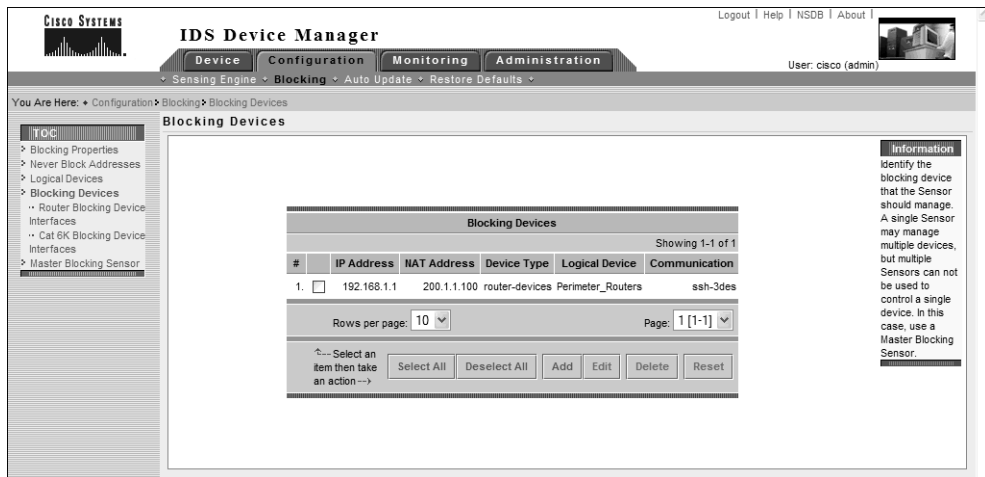 Cisco Systems
IDS Device Manager
Logout | Help | NSDB | About |
Device Configuration Monitoring Administration
User: cisco (admin)
Sensing Engine Blocking Auto Update Restore Defaults
You Are Here: Configuration Blocking Blocking Devices
TOC
Blocking Properties
Never Block Addresses
Logical Devices
Blocking Devices
Router Blocking Device
Interfaces
Cat 6K Blocking Device
Interfaces
Master Blocking Sensor
Blocking Devices
Blocking Devices
Showing 1-1 of 1
# IP Address NAT Address Device Type Logical Device Communication
1. 192.168.1.1 200.1.1.100 router-devices Perimeter_Routers ssh-3des
Rows per page: 10 Page: 1 [1-1]
Select an
item then take
an action -->
Select All Deselect All Add Edit Delete Reset
Information
Identify the
blocking device
that the Sensor
should manage.
A single Sensor
may manage
multiple devices,
but multiple
Sensors can not
be used to
control a single
device. In this
case, use a
Master Blocking
Sensor.